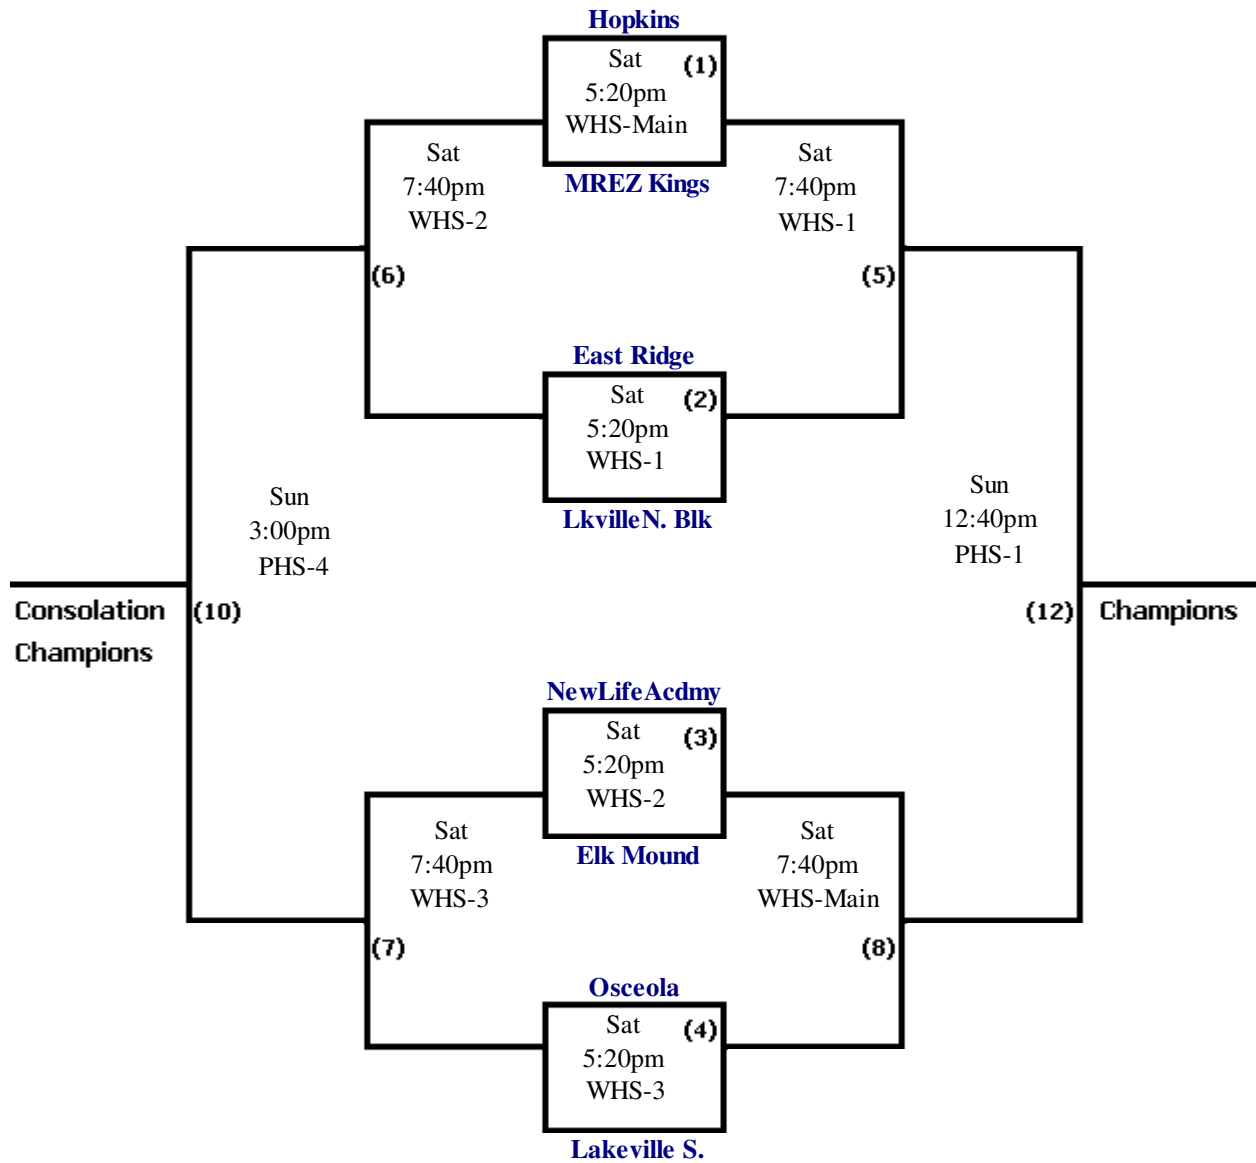 Hopkins
Sat (1)
5:20pm
WHS-Main
MREZ Kings
Sat
7:40pm
WHS-2
(6)
Sat
7:40pm
WHS-1
(5)
East Ridge
Sat (2)
5:20pm
WHS-1
LkvilleN. Blk
Sun
3:00pm
PHS-4
Consolation
Champions
(10)
Sun
12:40pm
PHS-1
(12)
Champions
NewLifeAcdmy
Sat (3)
5:20pm
WHS-2
Elk Mound
Sat
7:40pm
WHS-3
(7)
Sat
7:40pm
WHS-Main
(8)
Osceola
Sat (4)
5:20pm
WHS-3
Lakeville S.